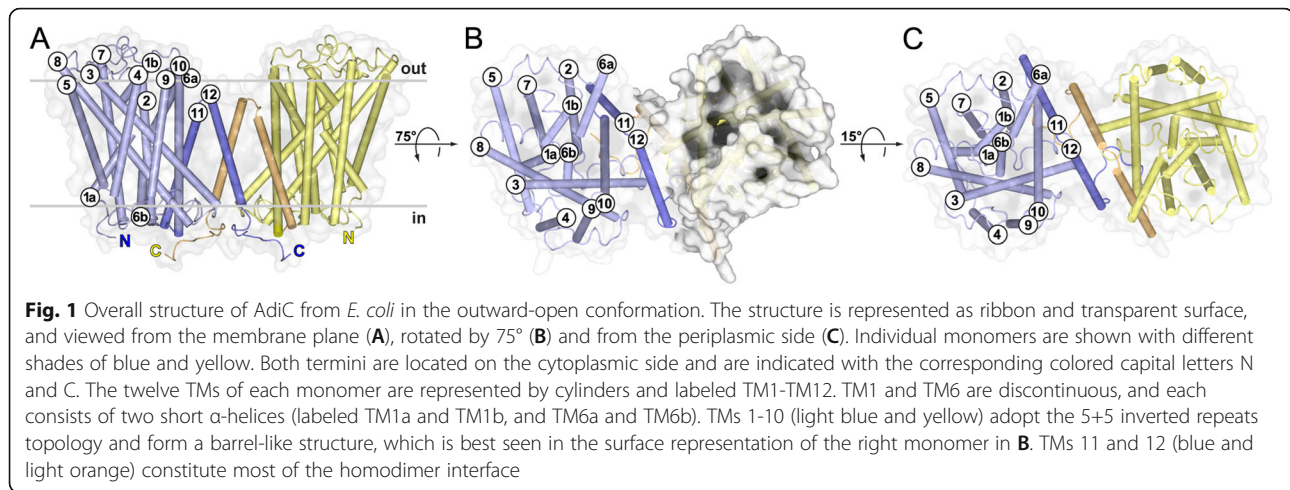 A
B
C
8
7
3
5
4
1b
10
9
6a
2
12
11
out
1a
6b
in
N
C
C
N
75°
5
7
2
6a
1b
11
12
8
1a
6b
3
10
9
4
15°
5
7
2
6a
1b
11
6b
1a
12
8
3
10
4
9
Fig. 1 Overall structure of AdiC from E. coli in the outward-open conformation. The structure is represented as ribbon and transparent surface,
and viewed from the membrane plane (A), rotated by 75° (B) and from the periplasmic side (C). Individual monomers are shown with different
shades of blue and yellow. Both termini are located on the cytoplasmic side and are indicated with the corresponding colored capital letters N
and C. The twelve TMs of each monomer are represented by cylinders and labeled TM1-TM12. TM1 and TM6 are discontinuous, and each
consists of two short α-helices (labeled TM1a and TM1b, and TM6a and TM6b). TMs 1-10 (light blue and yellow) adopt the 5+5 inverted repeats
topology and form a barrel-like structure, which is best seen in the surface representation of the right monomer in B. TMs 11 and 12 (blue and
light orange) constitute most of the homodimer interface